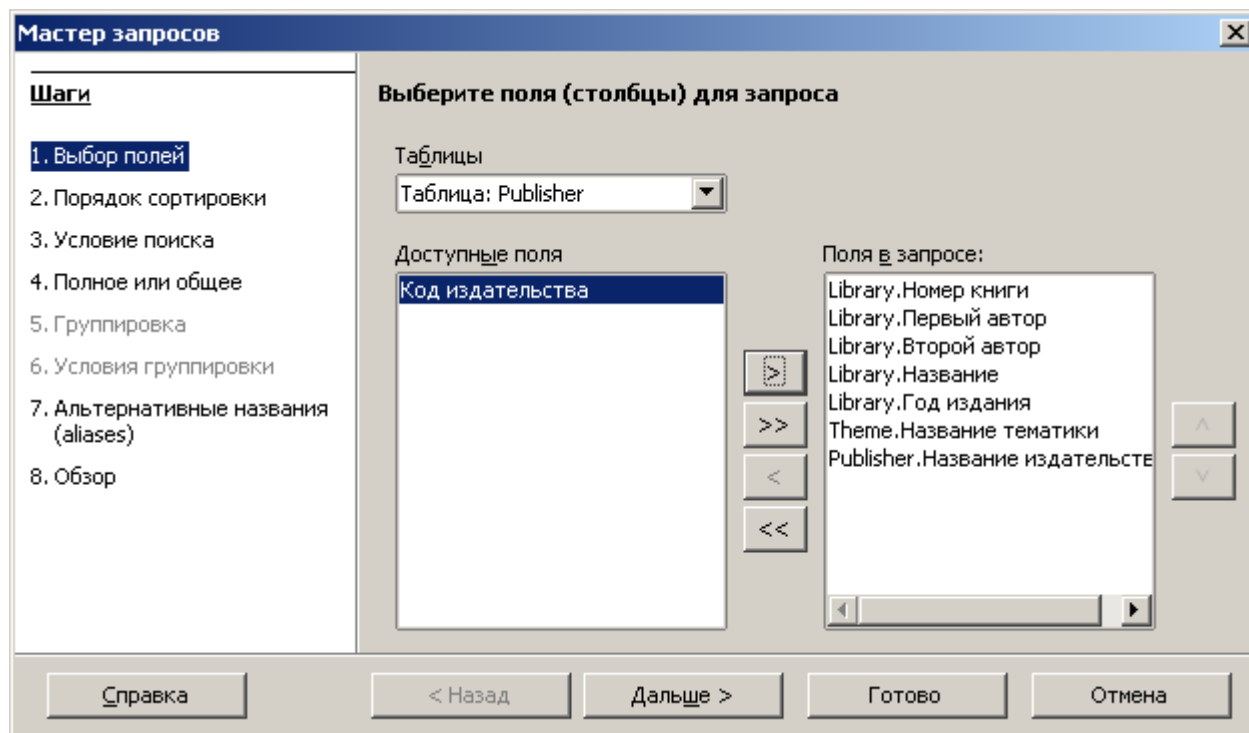 Мастер запросов
Шаги
1. Выбор полей
2. Порядок сортировки
3. Условие поиска
4. Полное или общее
5. Группировка
6. Условия группировки
7. Альтернативные названия
(aliases)
8. Обзор
Выберите поля (столбцы) для запроса
Таблицы
Таблица: Publisher
Доступные поля
Код издательства
>
>>
<
<<
Поля в запросе:
Library.Номер книги
Library.Первый автор
Library.Второй автор
Library.Название
Library.Год издания
Theme.Название тематики
Publisher.Название издательств
Справка
< Назад
Дальше >
Готово
Отмена